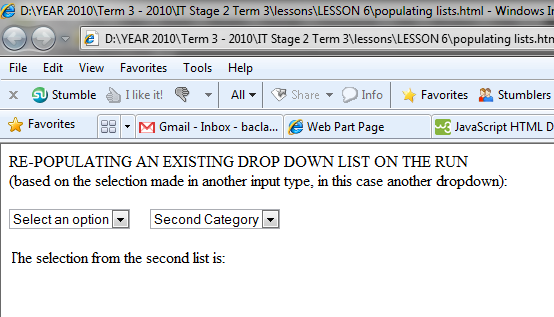 D:\YEAR 2010\Term 3 - 2010\IT Stage 2 Term 3\lessons\LESSON 6\populating lists.html - Windows In
D:\YEAR 2010\Term 3 - 2010\IT Stage 2 Term 3\lessons\LESSON 6\populating lists.htm
File Edit View Favorites Tools Help
x Stumble I like it! All Share Info Favorites Stumblers
Favorites Gmail - Inbox - bacla... Web Part Page JavaScript HTML D
RE-POPULATING AN EXISTING DROP DOWN LIST ON THE RUN
(based on the selection made in another input type, in this case another dropdown):
Select an option Second Category
The selection from the second list is: